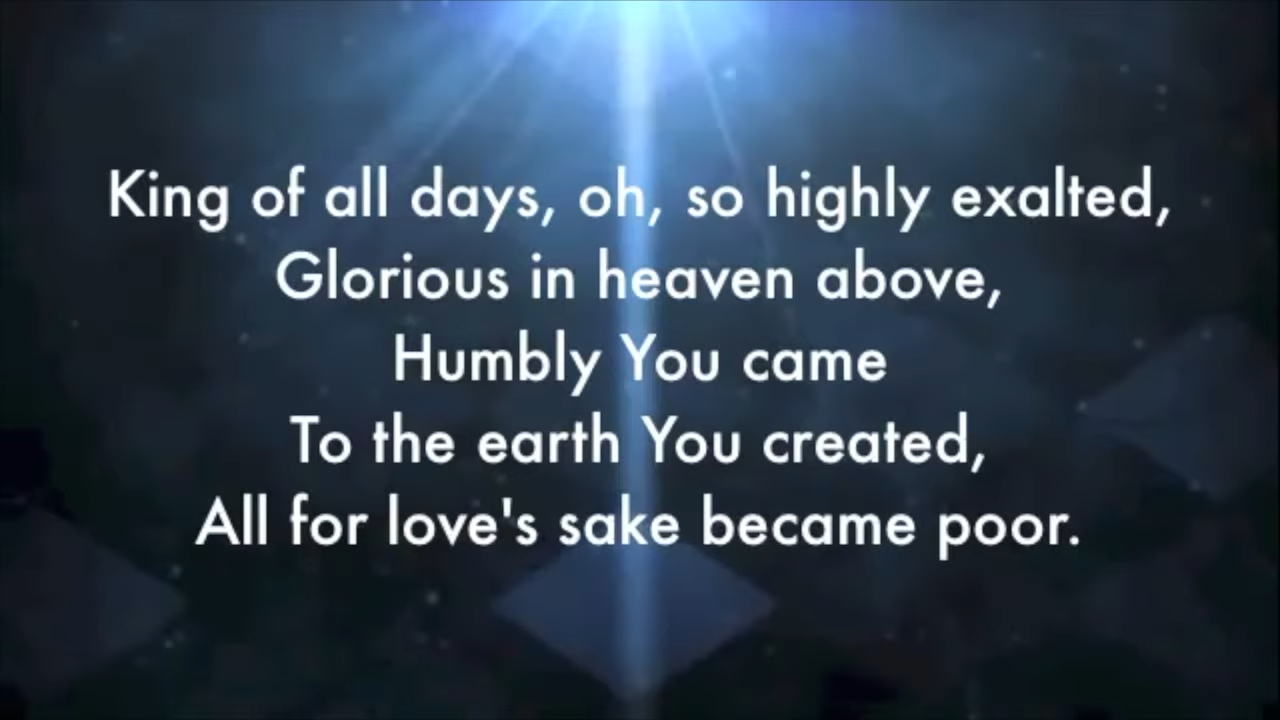 King of all days, oh, so highly exalted,
Glorious in heaven above,
Humbly You came
To the earth You created,
All for love's sake became poor.